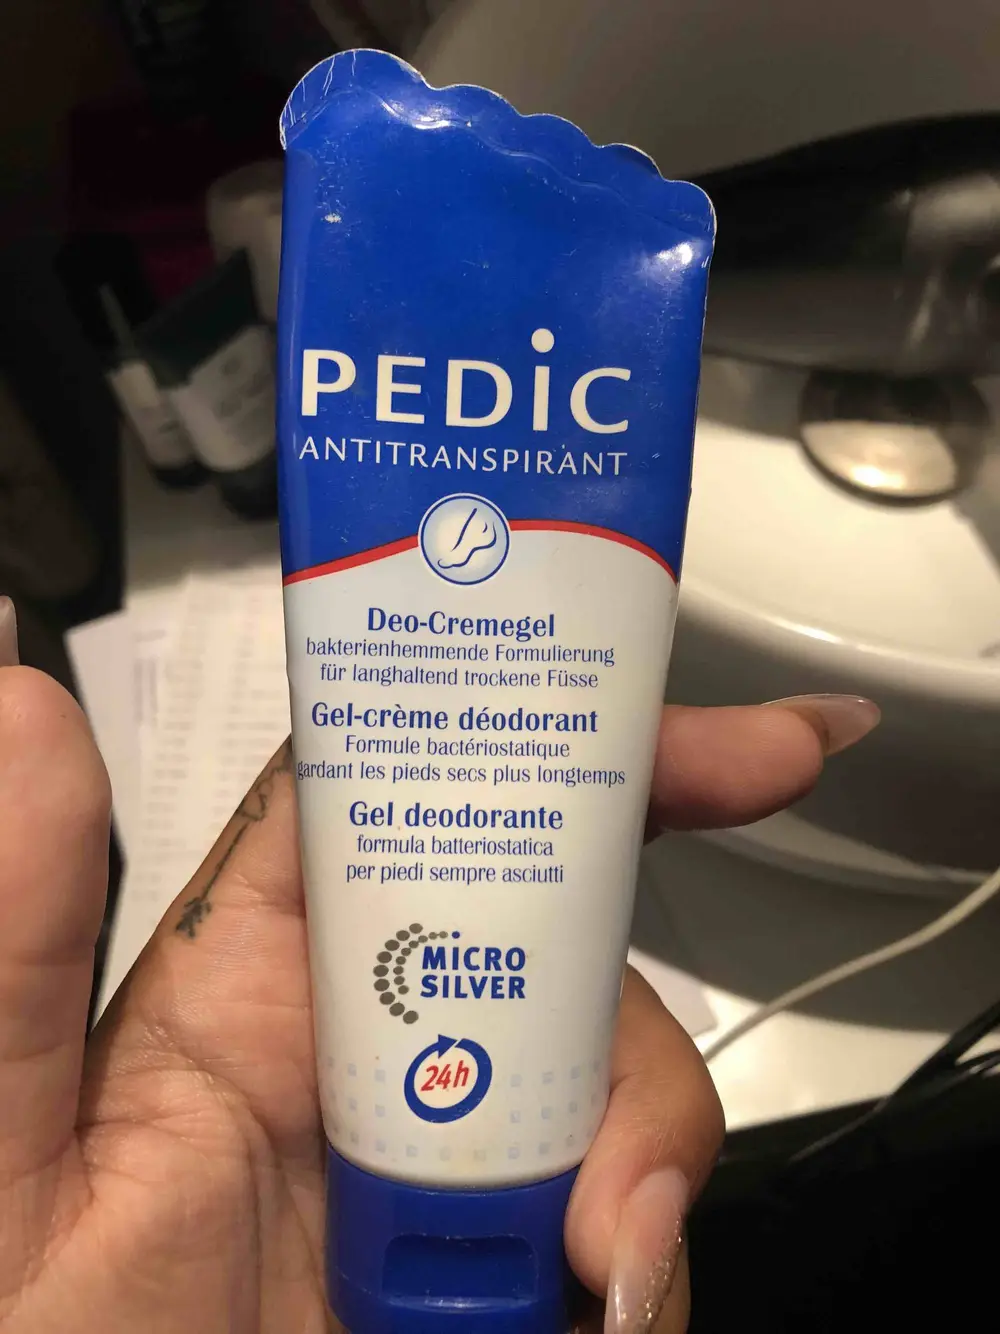 PEDIC
ANTITRANSPIRANT
Deo-Cremegel
bakterienhemmende Formulierung
für langhaltend trockene Füsse
Gel-crème déodorant
Formule bactériostatique
gardant les pieds secs plus longtemps
Gel deodorante
formula batteriostatica
per piedi sempre asciutti
MICRO
SILVER
24h